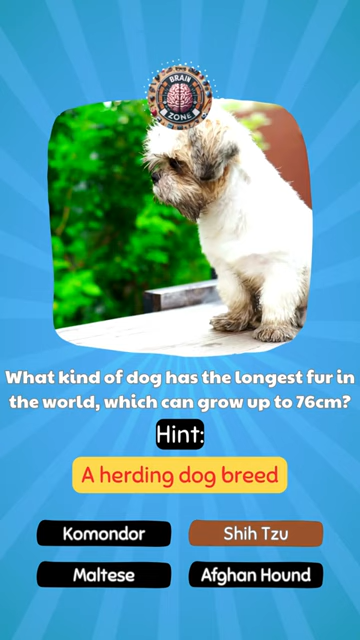 BRAIN
ZONE
What kind of dog has the longest fur in
the world, which can grow up to 76cm?
Hint:
A herding dog breed
Komondor
Shih Tzu
Maltese
Afghan Hound